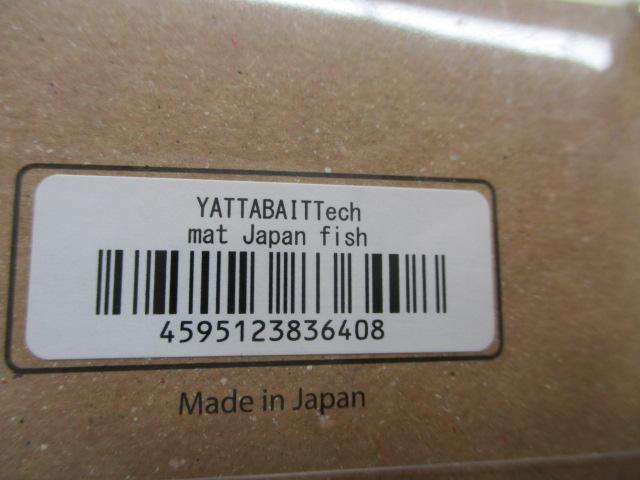 YATTABAITTech
mat Japan fish
4595123836408
Made in Japan